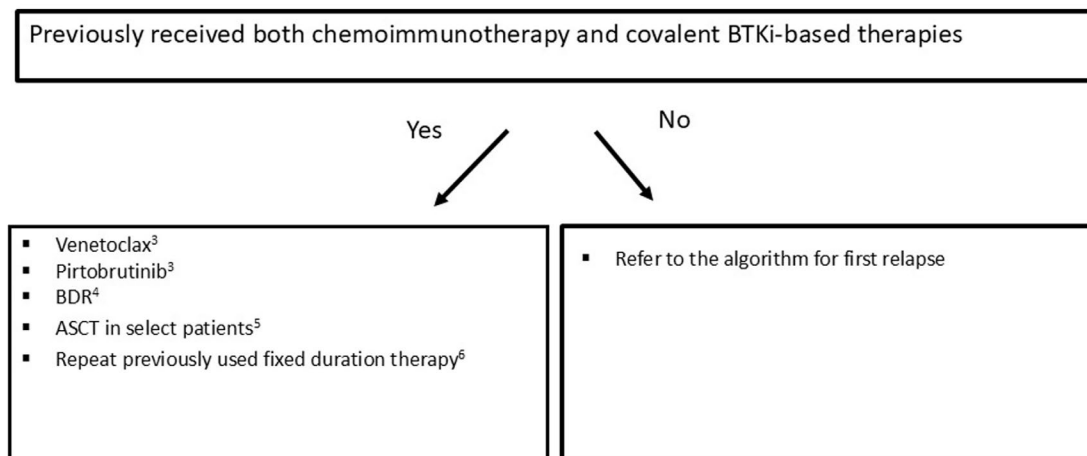 Previously received both chemoimmunotherapy and covalent BTKi-based therapies
Yes
No
▪ Venetoclax³
▪ Pirtobrutinib³
▪ BDR⁴
▪ ASCT in select patients⁵
▪ Repeat previously used fixed duration therapy⁶
▪ Refer to the algorithm for first relapse